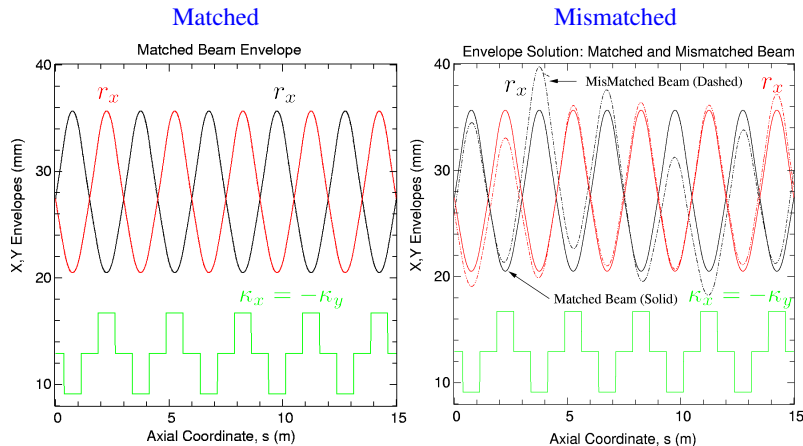 Matched
Matched Beam Envelope
40
30
20
10
X,Y Envelopes (mm)
r_x
r_x
κ_x = −κ_y
0
5
10
15
Axial Coordinate, s (m)
Mismatched
Envelope Solution: Matched and Mismatched Beam
40
30
20
10
X,Y Envelopes (mm)
r_x
r_x
MisMatched Beam (Dashed)
Matched Beam (Solid)
κ_x = −κ_y
0
5
10
15
Axial Coordinate, s (m)